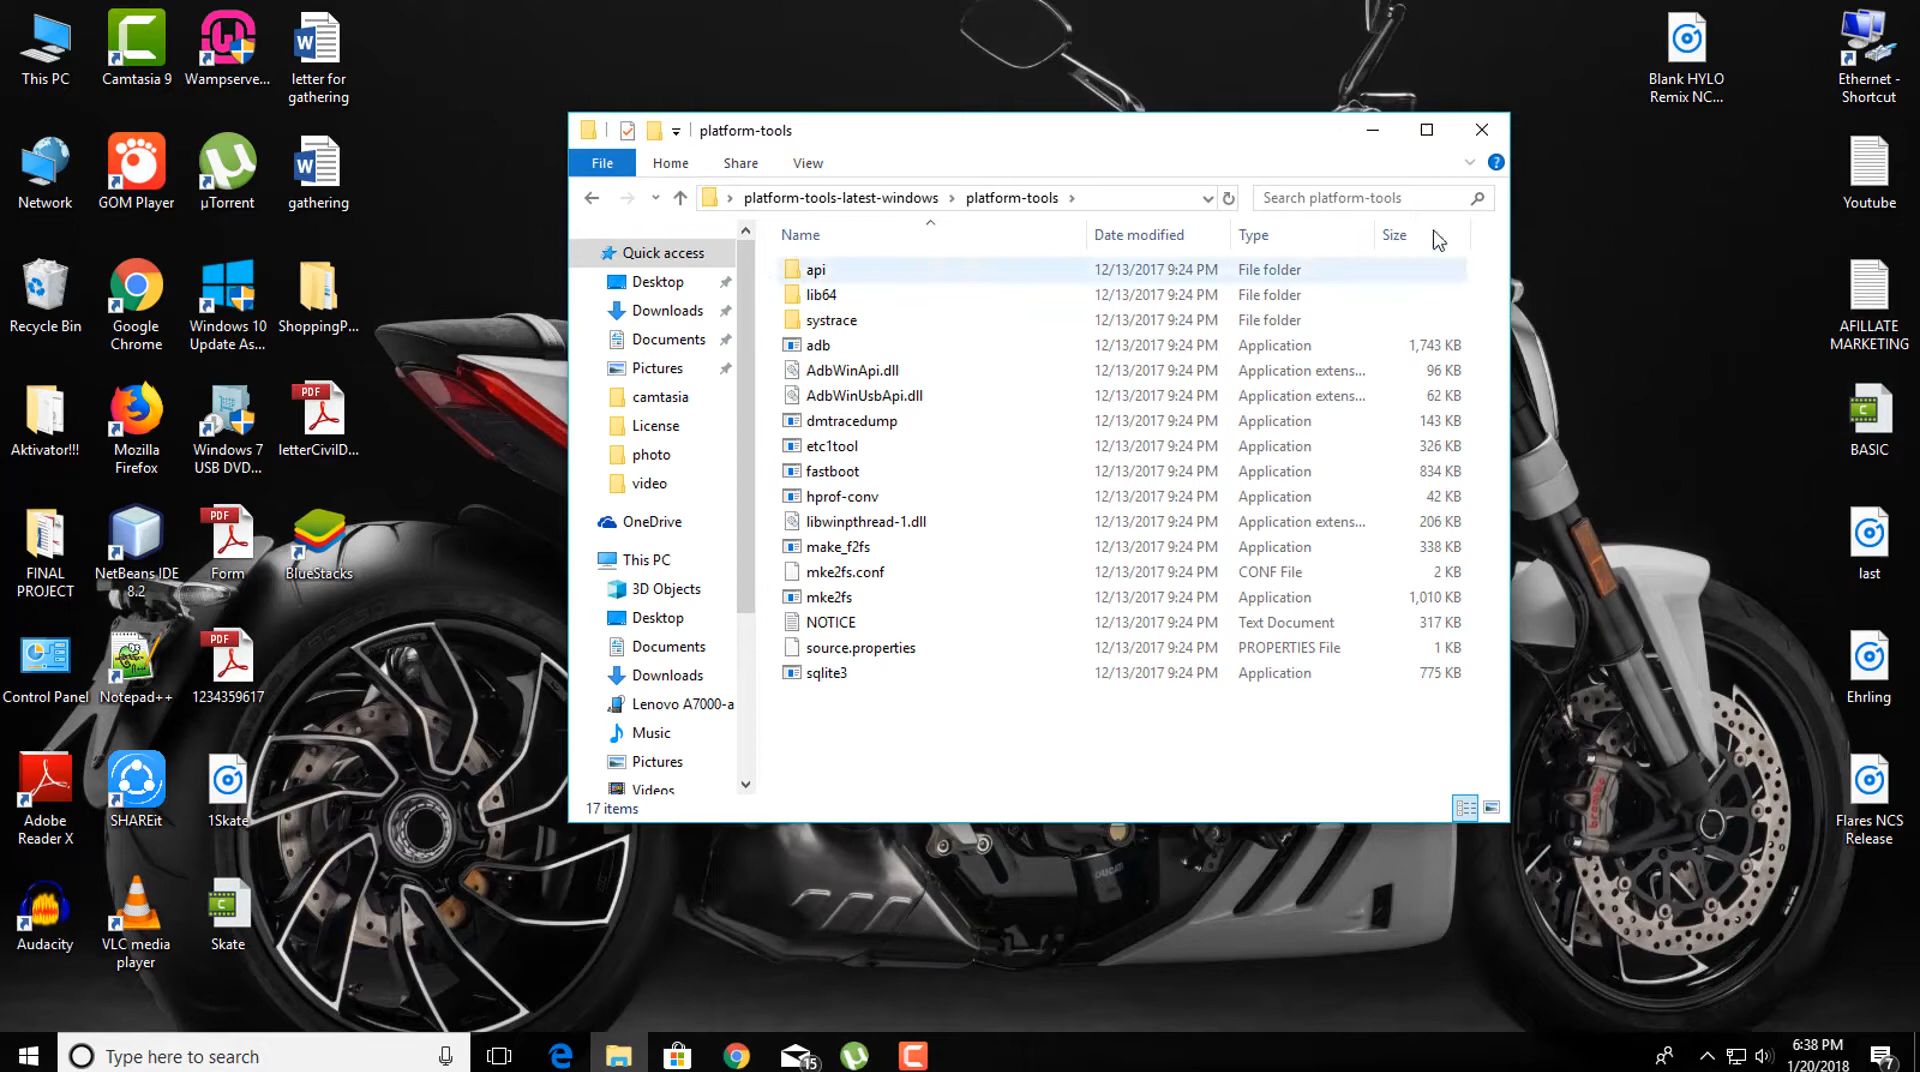 This PC
Camtasia 9
Wampserve...
letter for
gathering
Network
GOM Player
µTorrent
gathering
Recycle Bin
Google
Chrome
Windows 10
Update As...
ShoppingP...
Aktivator!!!
Mozilla
Firefox
Windows 7
USB DVD...
PDF
letterCivilD...
FINAL
PROJECT
NetBeans IDE
8.2
PDF
Form
BlueStacks
Control Panel
Notepad++
PDF
1234359617
Adobe
Reader X
SHAREit
1Skate
Audacity
VLC media
player
Skate
Blank HYLO
Remix NC...
Ethernet -
Shortcut
Youtube
AFILLATE
MARKETING
BASIC
last
Ehrling
Flares NCS
Release
platform-tools
File
Home
Share
View
platform-tools-latest-windows
platform-tools
Search platform-tools
Quick access
Desktop
Downloads
Documents
Pictures
camtasia
License
photo
video
OneDrive
This PC
3D Objects
Desktop
Documents
Downloads
Lenovo A7000-a
Music
Pictures
Videos
Name Date modified Type Size
api 12/13/2017 9:24 PM File folder
lib64 12/13/2017 9:24 PM File folder
systrace 12/13/2017 9:24 PM File folder
adb 12/13/2017 9:24 PM Application 1,743 KB
AdbWinApi.dll 12/13/2017 9:24 PM Application extens... 96 KB
AdbWinUsbApi.dll 12/13/2017 9:24 PM Application extens... 62 KB
dmtracedump 12/13/2017 9:24 PM Application 143 KB
etc1tool 12/13/2017 9:24 PM Application 326 KB
fastboot 12/13/2017 9:24 PM Application 834 KB
hprof-conv 12/13/2017 9:24 PM Application 42 KB
libwinpthread-1.dll 12/13/2017 9:24 PM Application extens... 206 KB
make_f2fs 12/13/2017 9:24 PM Application 338 KB
mke2fs.conf 12/13/2017 9:24 PM CONF File 2 KB
mke2fs 12/13/2017 9:24 PM Application 1,010 KB
NOTICE 12/13/2017 9:24 PM Text Document 317 KB
source.properties 12/13/2017 9:24 PM PROPERTIES File 1 KB
sqlite3 12/13/2017 9:24 PM Application 775 KB
17 items
brembo
DUCATI
Type here to search
15
6:38 PM
1/20/2018
7